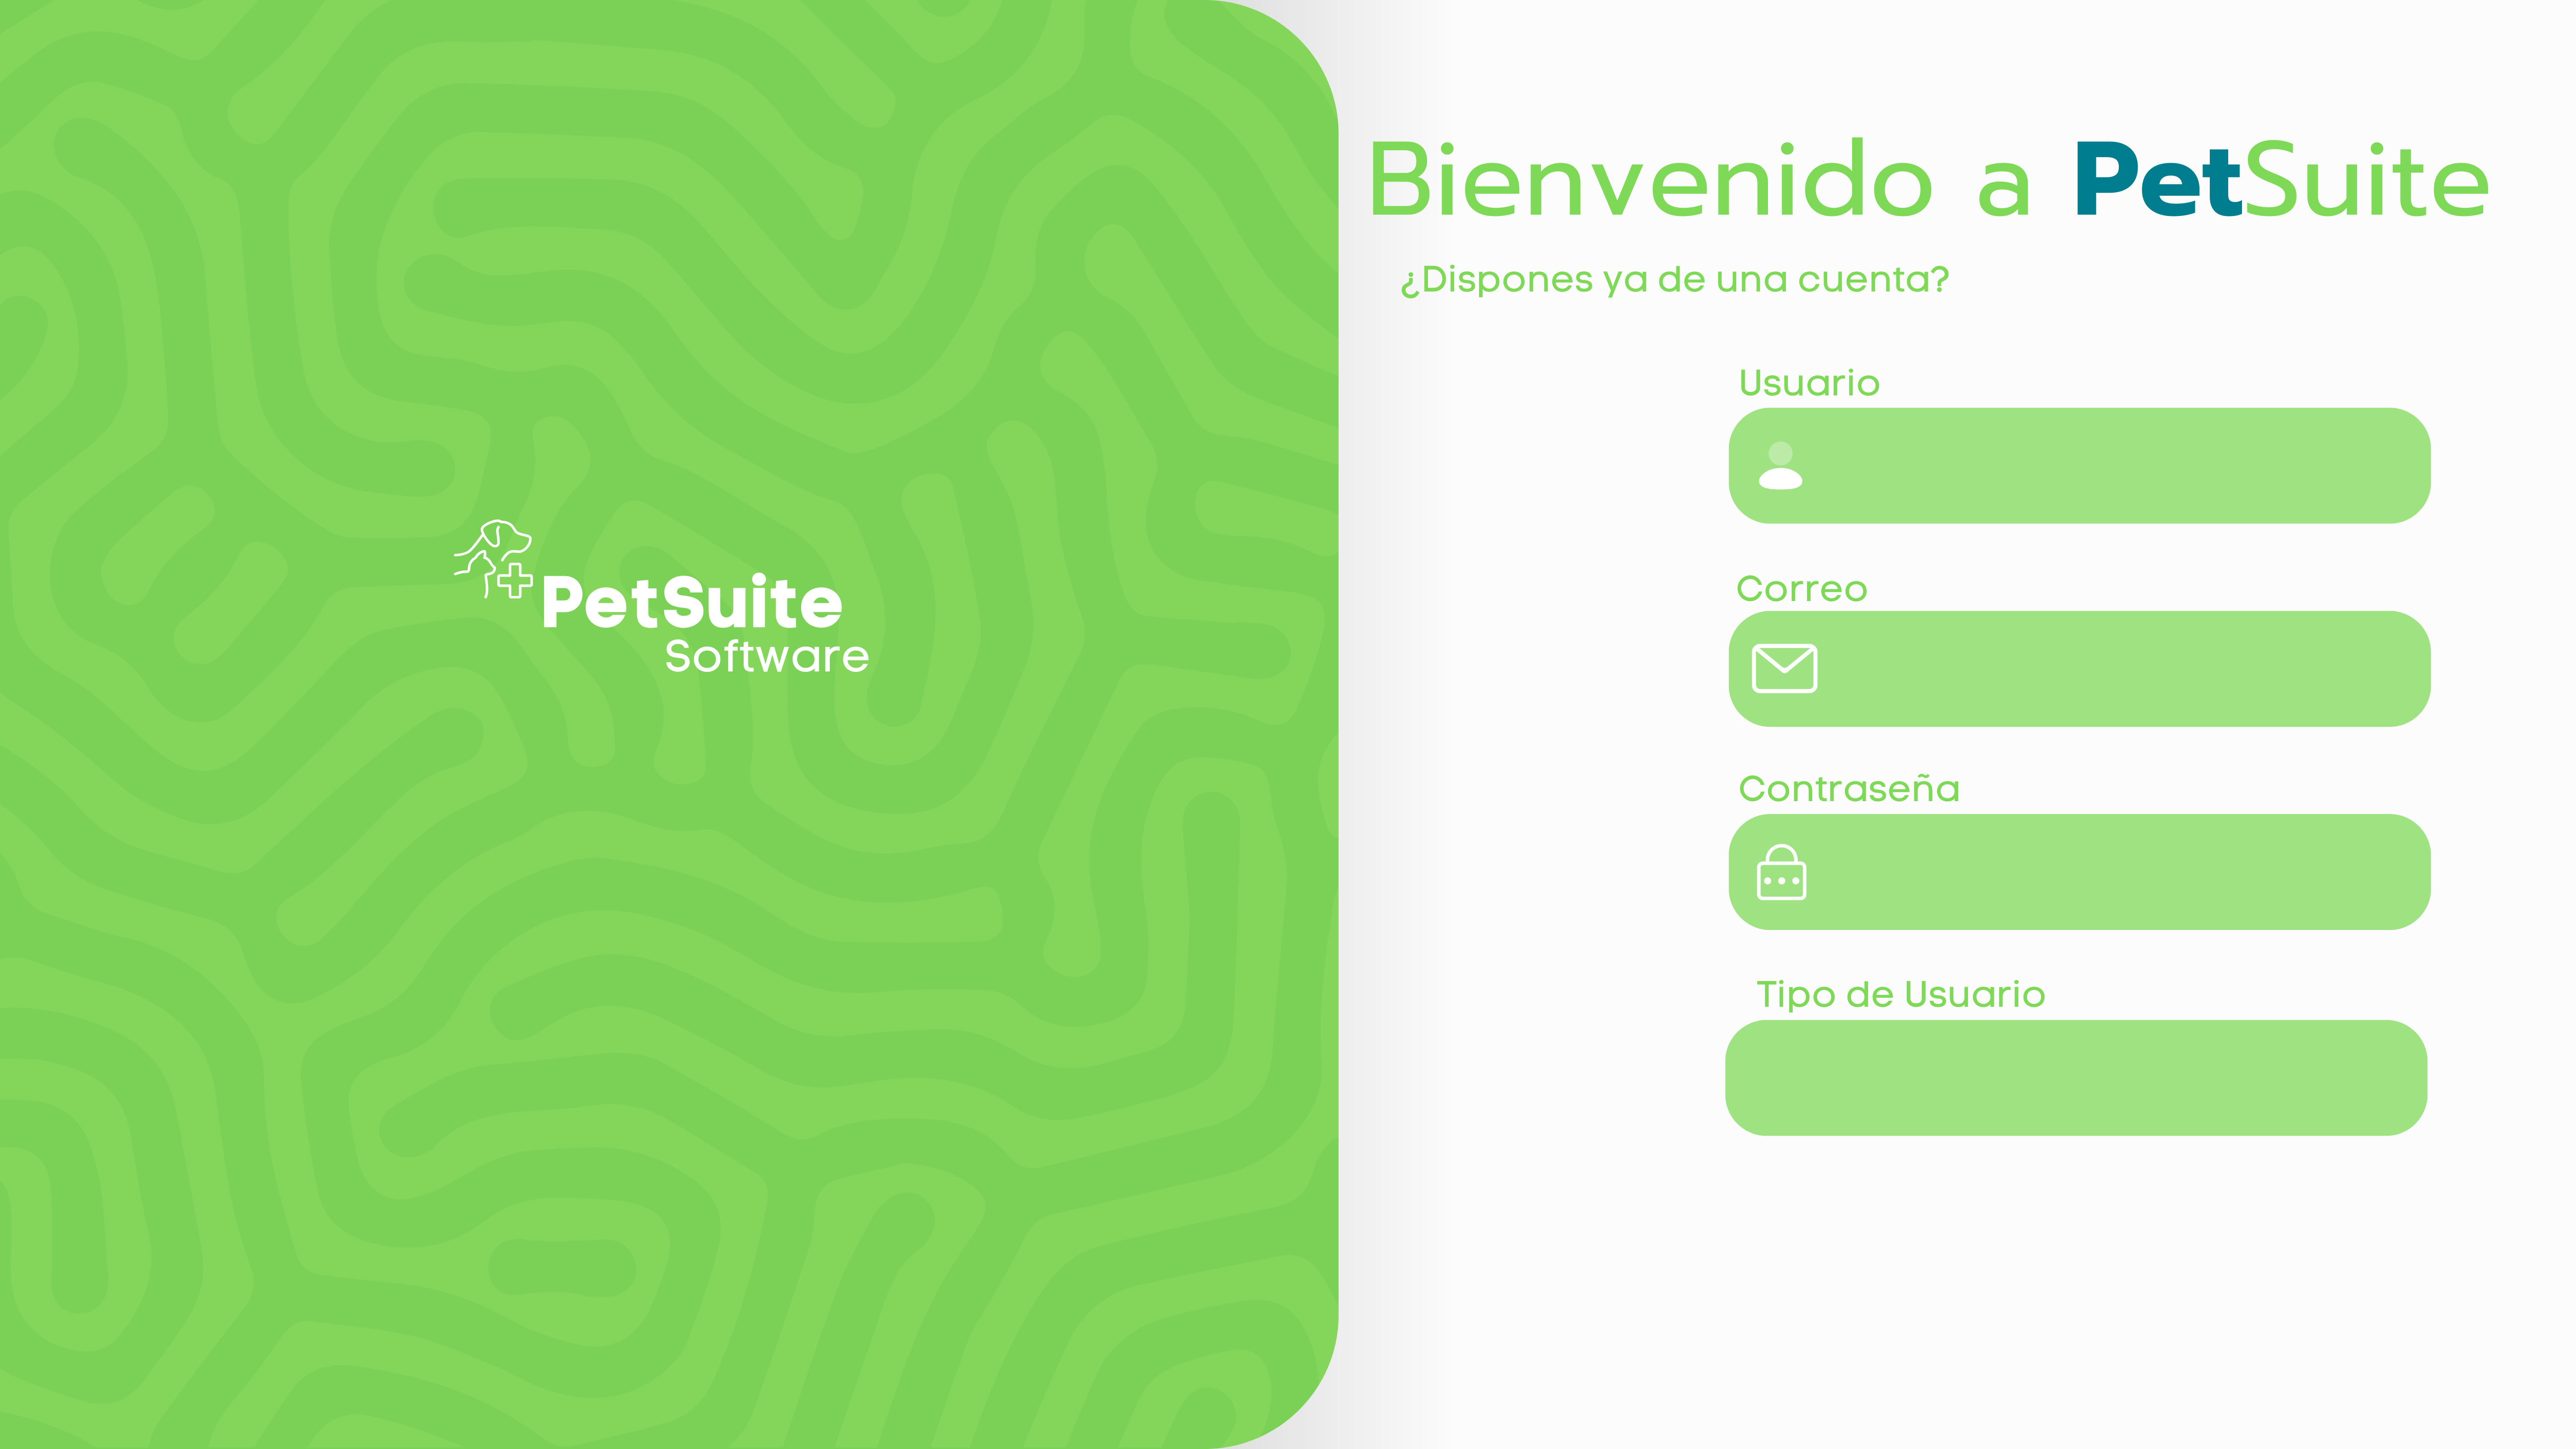 PetSuite
Software
Bienvenido a PetSuite
¿Dispones ya de una cuenta?
Usuario
Correo
Contraseña
Tipo de Usuario